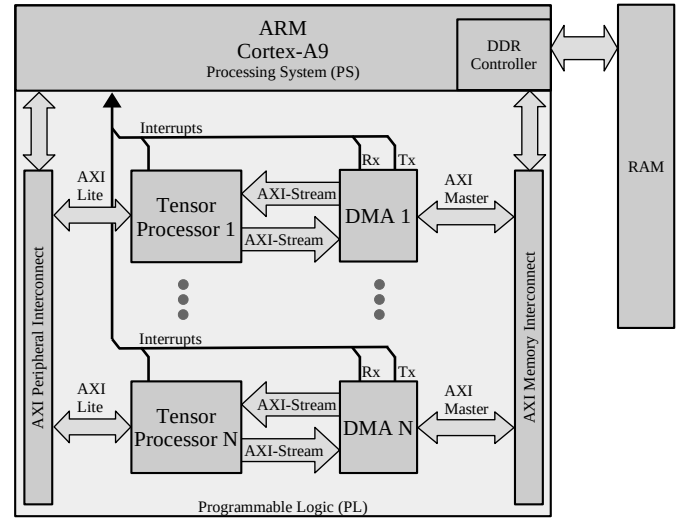 ARM
Cortex-A9
Processing System (PS)
DDR
Controller
RAM
Interrupts
Rx
Tx
AXI
Lite
Tensor
Processor 1
AXI-Stream
AXI-Stream
DMA 1
AXI
Master
AXI Peripheral Interconnect
AXI Memory Interconnect
Interrupts
Rx
Tx
AXI
Lite
Tensor
Processor N
AXI-Stream
AXI-Stream
DMA N
AXI
Master
Programmable Logic (PL)